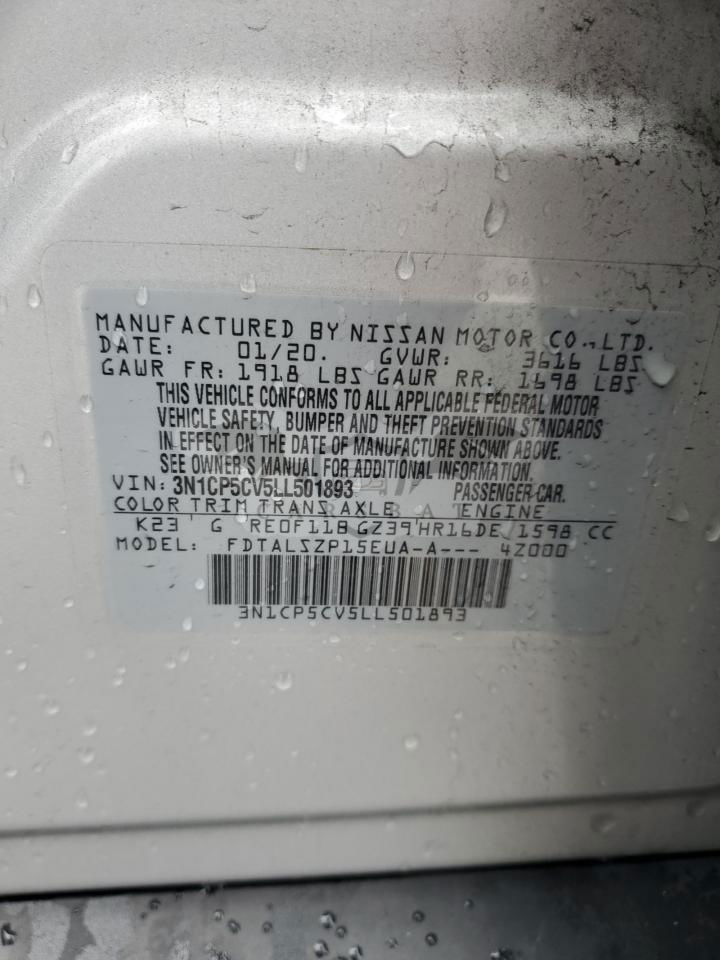 MANUFACTURED BY NISSAN MOTOR CO., LTD.
DATE: 01/20. GVWR: 3616 LBS
GAWR FR: 1918 LBS GAWR RR: 1698 LBS
THIS VEHICLE CONFORMS TO ALL APPLICABLE FEDERAL MOTOR
VEHICLE SAFETY, BUMPER AND THEFT PREVENTION STANDARDS
IN EFFECT ON THE DATE OF MANUFACTURE SHOWN ABOVE.
SEE OWNER'S MANUAL FOR ADDITIONAL INFORMATION.
VIN: 3N1CP5CV5LL501893 PASSENGER CAR.
COLOR TRIM TRANS AXLE ENGINE
K23 G RE0F11B GZ39 HR16DE 1598 CC
MODEL: FDTALSZP15EUA-A--- 4Z000
3N1CP5CV5LL501893